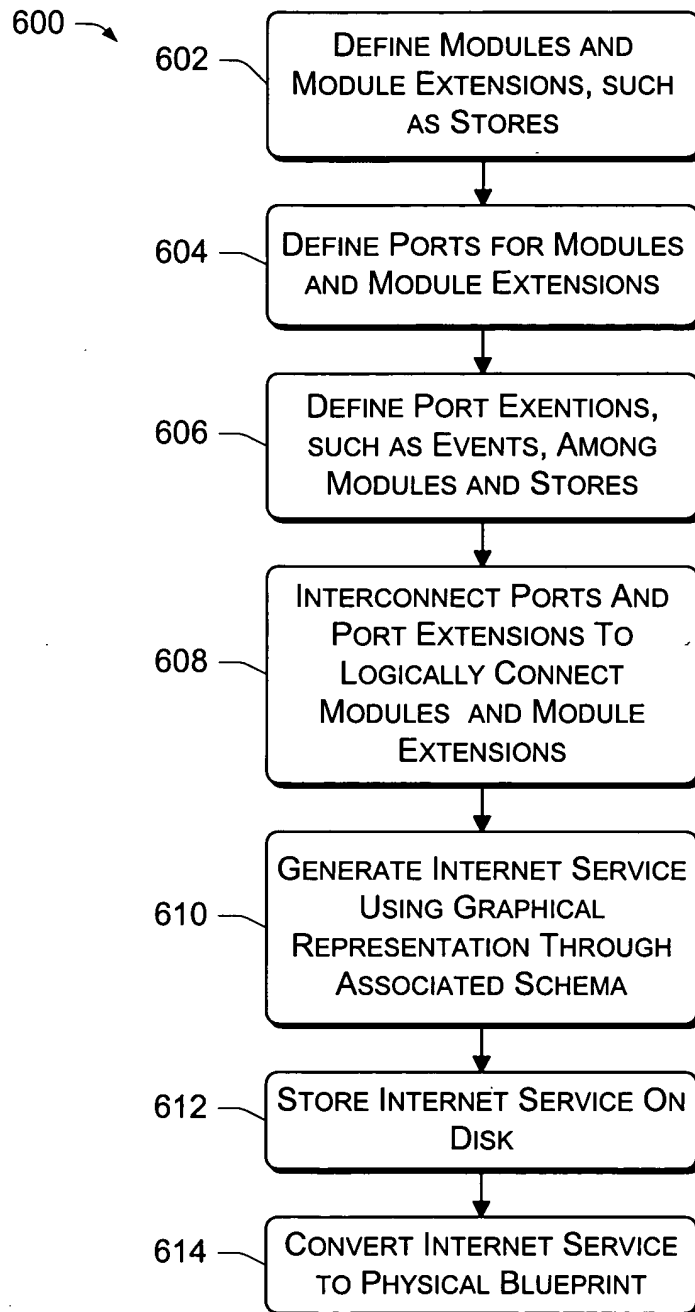 600
602
DEFINE MODULES AND
MODULE EXTENSIONS, SUCH
AS STORES
604
DEFINE PORTS FOR MODULES
AND MODULE EXTENSIONS
606
DEFINE PORT EXENTIONS,
SUCH AS EVENTS, AMONG
MODULES AND STORES
608
INTERCONNECT PORTS AND
PORT EXTENSIONS TO
LOGICALLY CONNECT
MODULES AND MODULE
EXTENSIONS
610
GENERATE INTERNET SERVICE
USING GRAPHICAL
REPRESENTATION THROUGH
ASSOCIATED SCHEMA
612
STORE INTERNET SERVICE ON
DISK
614
CONVERT INTERNET SERVICE
TO PHYSICAL BLUEPRINT